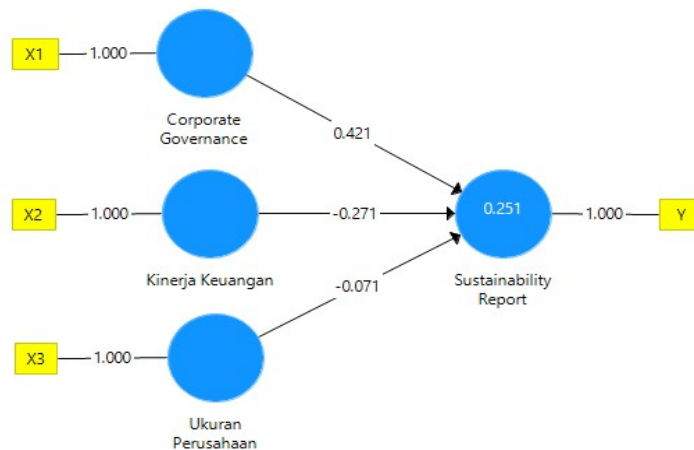 X1
1.000
Corporate
Governance
0.421
X2
1.000
Kinerja Keuangan
-0.271
0.251
Sustainability
Report
1.000
Y
-0.071
X3
1.000
Ukuran
Perusahaan